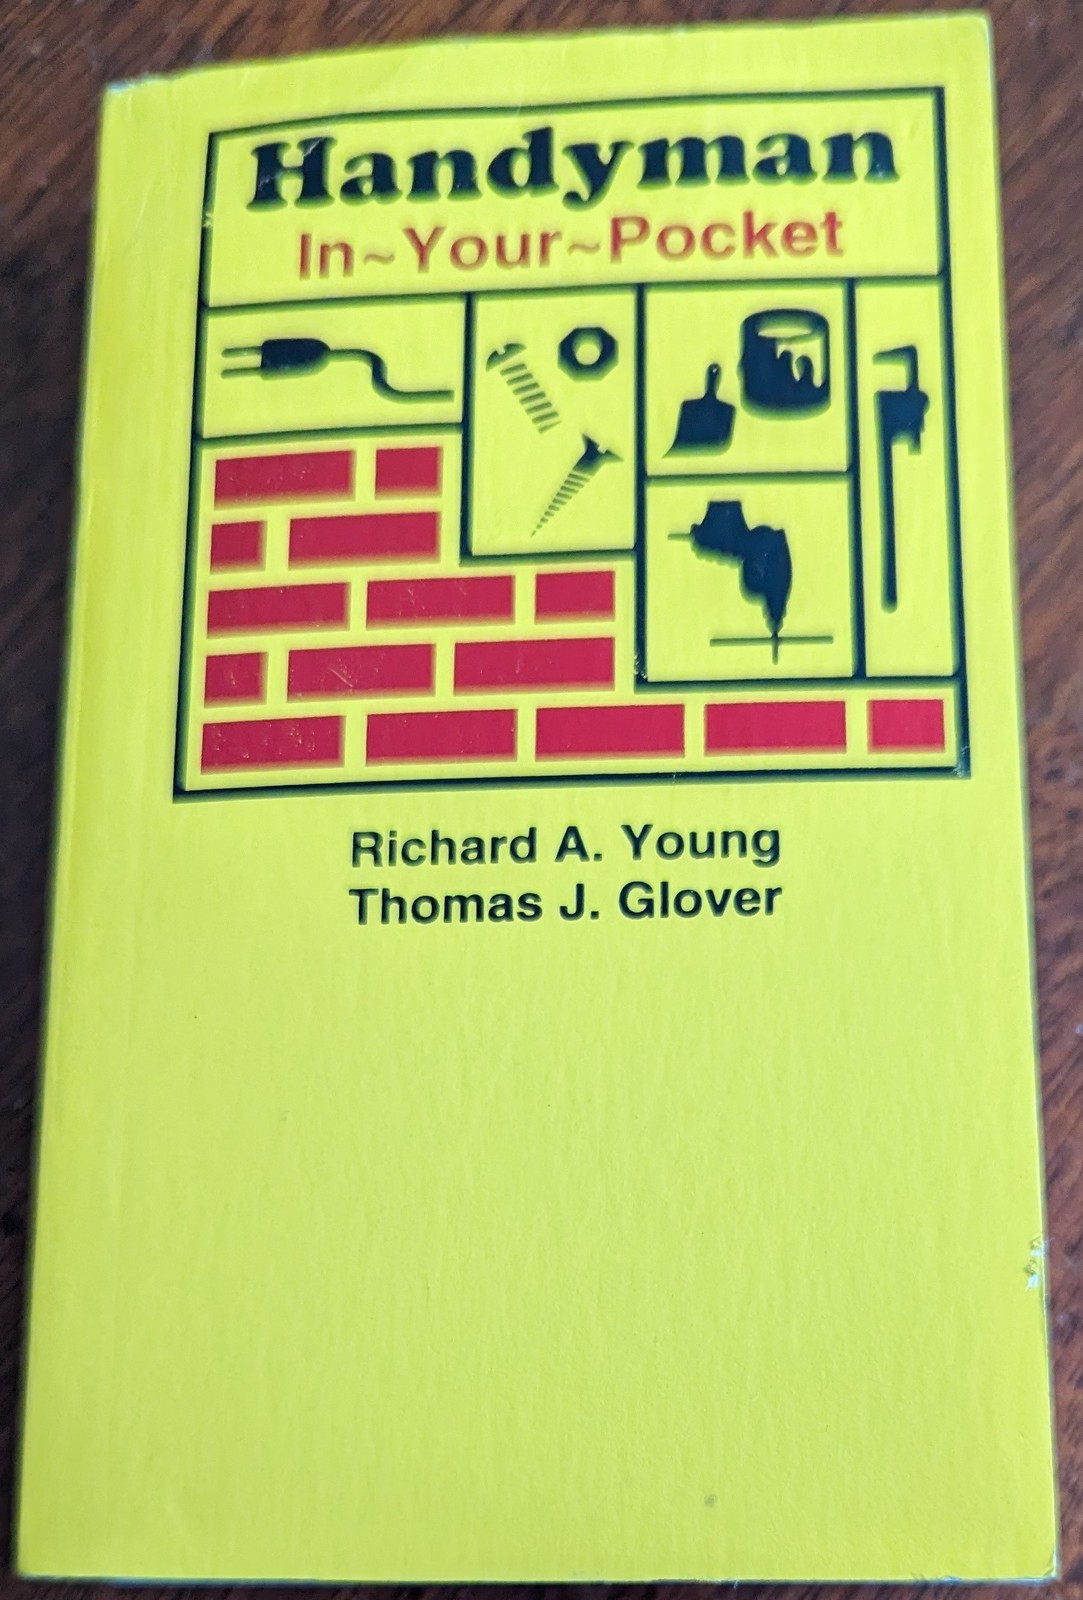 Handyman
In~Your~Pocket
Richard A. Young
Thomas J. Glover